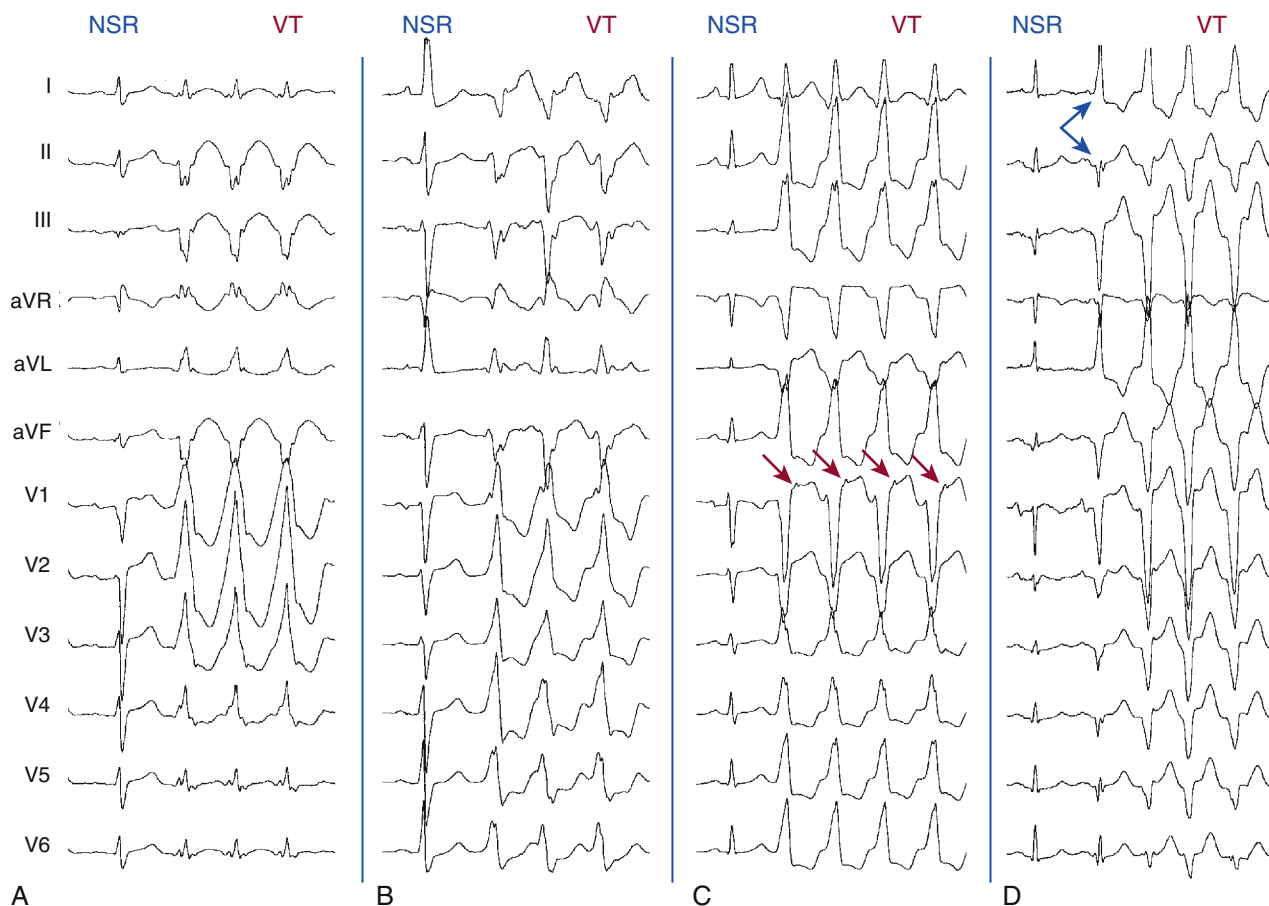 NSR VT NSR VT NSR VT NSR VT
I
II
III
aVR
aVL
aVF
V1
V2
V3
V4
V5
V6
A B C D